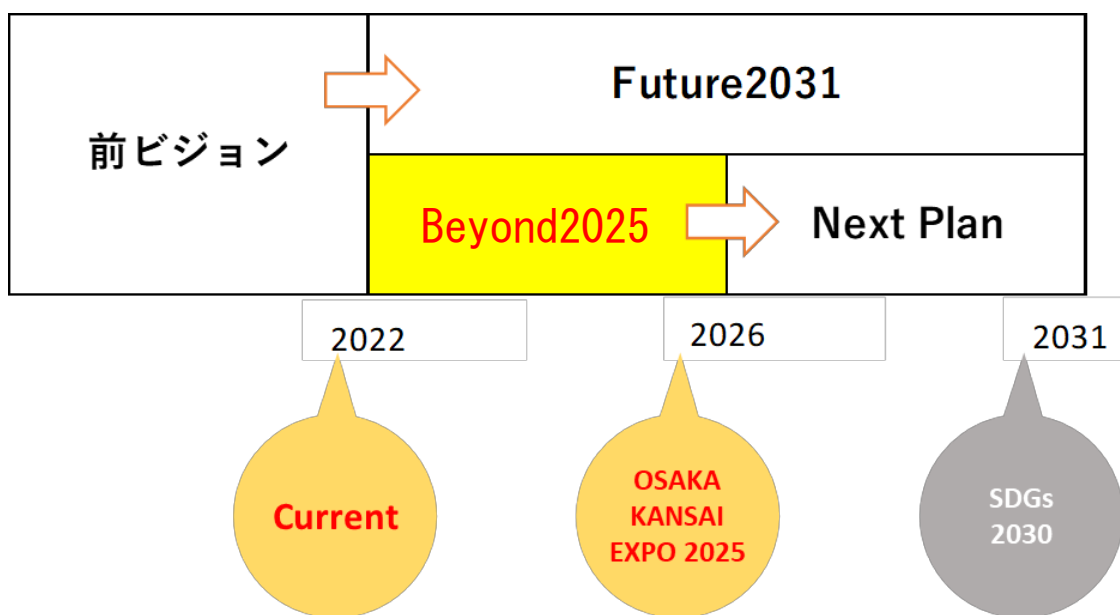 Future2031
前ビジョン
Beyond2025
Next Plan
2022
2026
2031
Current
OSAKA
KANSAI
EXPO 2025
SDGs
2030